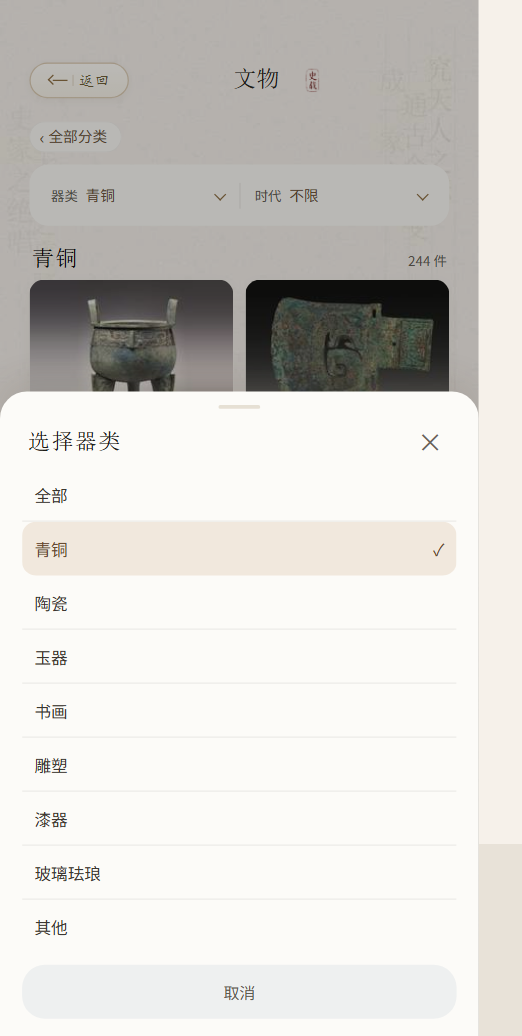 返回
文物
史载
‹ 全部分类
器类 青铜
时代 不限
青铜
244 件
选择器类
全部
青铜 ✓
陶瓷
玉器
书画
雕塑
漆器
玻璃珐琅
其他
取消